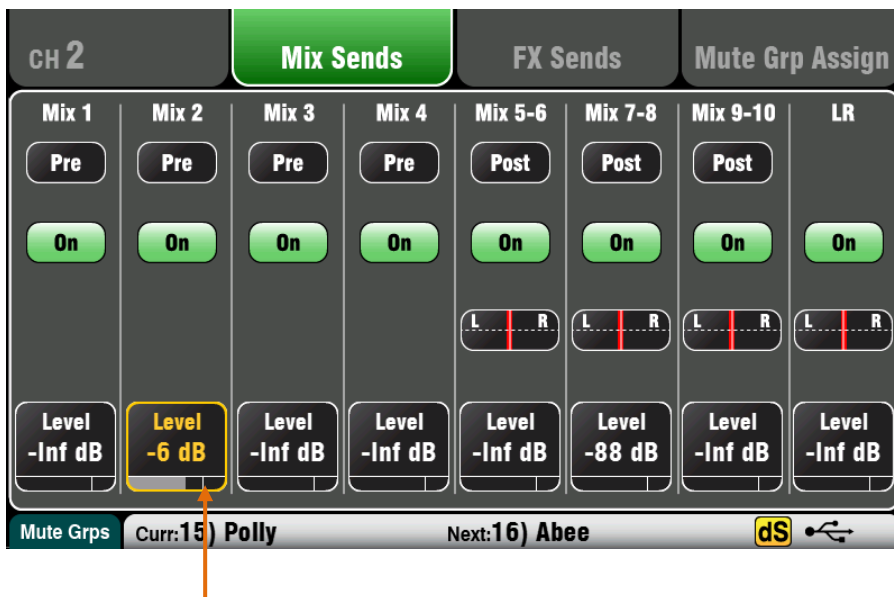 CH 2 Mix Sends FX Sends Mute Grp Assign
Mix 1 Mix 2 Mix 3 Mix 4 Mix 5-6 Mix 7-8 Mix 9-10 LR
Pre Pre Pre Pre Post Post Post
On On On On On On On On
L R L R L R L R
Level Level Level Level Level Level Level Level
-Inf dB -6 dB -Inf dB -Inf dB -Inf dB -88 dB -Inf dB -Inf dB
Mute Grps Curr:15) Polly Next:16) Abee dS